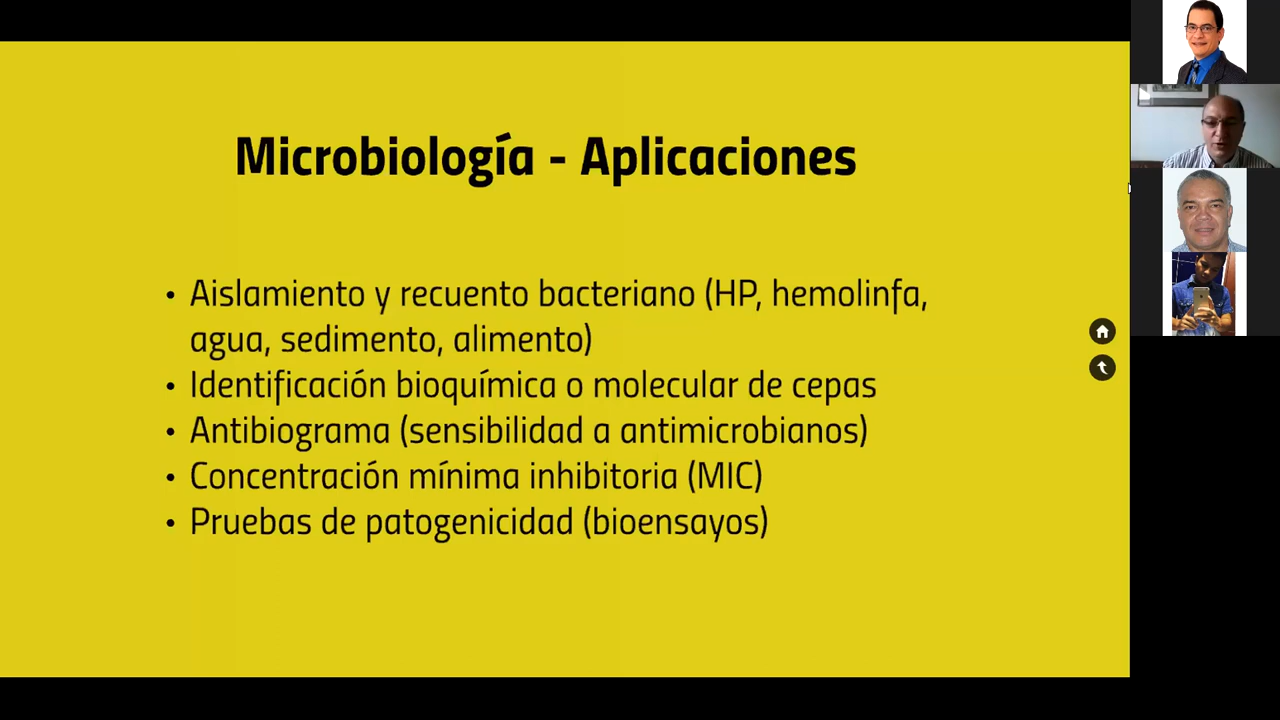 Microbiología - Aplicaciones
• Aislamiento y recuento bacteriano (HP, hemolinfa,
agua, sedimento, alimento)
• Identificación bioquímica o molecular de cepas
• Antibiograma (sensibilidad a antimicrobianos)
• Concentración mínima inhibitoria (MIC)
• Pruebas de patogenicidad (bioensayos)